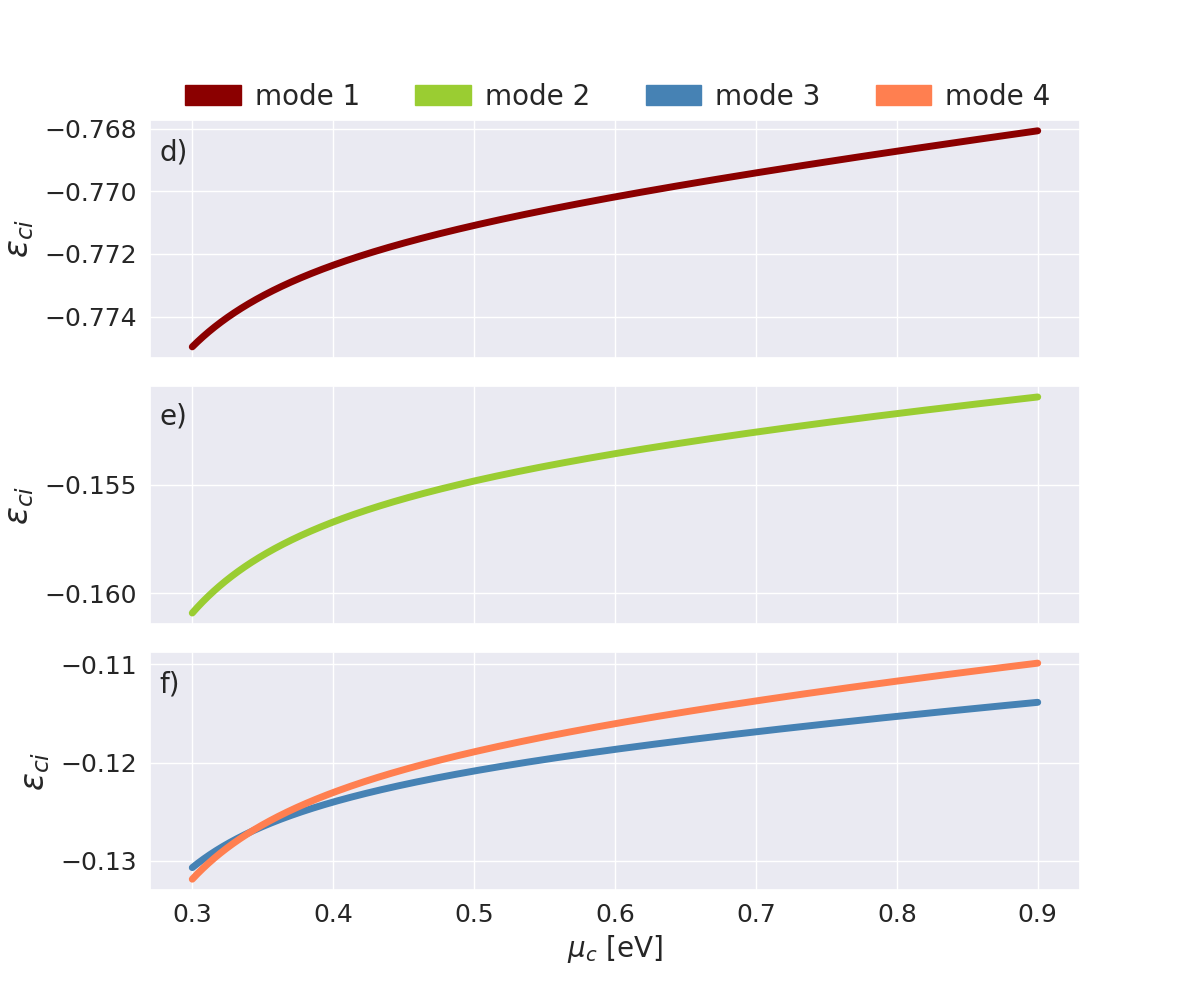 mode 1 mode 2 mode 3 mode 4
d)
−0.768
−0.770
−0.772
−0.774
ε_ci
e)
−0.155
−0.160
ε_ci
f)
−0.11
−0.12
−0.13
ε_ci
0.3 0.4 0.5 0.6 0.7 0.8 0.9
μ_c [eV]